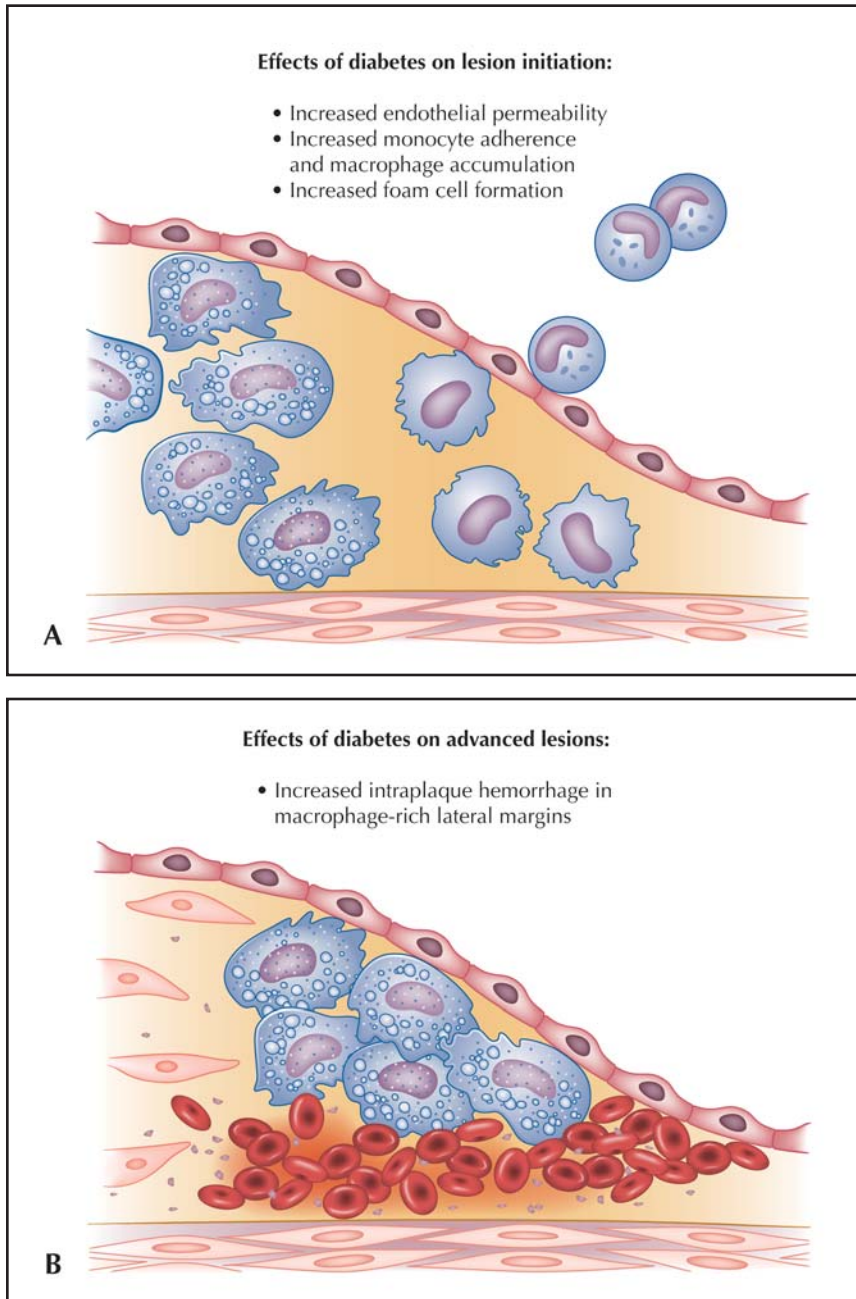 Effects of diabetes on lesion initiation:
• Increased endothelial permeability
• Increased monocyte adherence
and macrophage accumulation
• Increased foam cell formation
A
Effects of diabetes on advanced lesions:
• Increased intraplaque hemorrhage in
macrophage-rich lateral margins
B